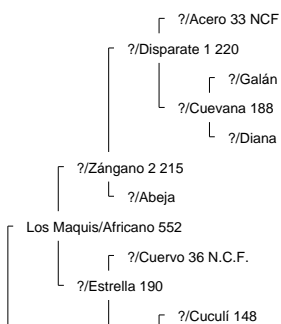 ?/Acero 33 NCF
?/Disparate 1 220
?/Galán
?/Cuevana 188
?/Diana
?/Zángano 2 215
?/Abeja
Los Maquis/Africano 552
?/Cuervo 36 N.C.F.
?/Estrella 190
?/Cuculí 148